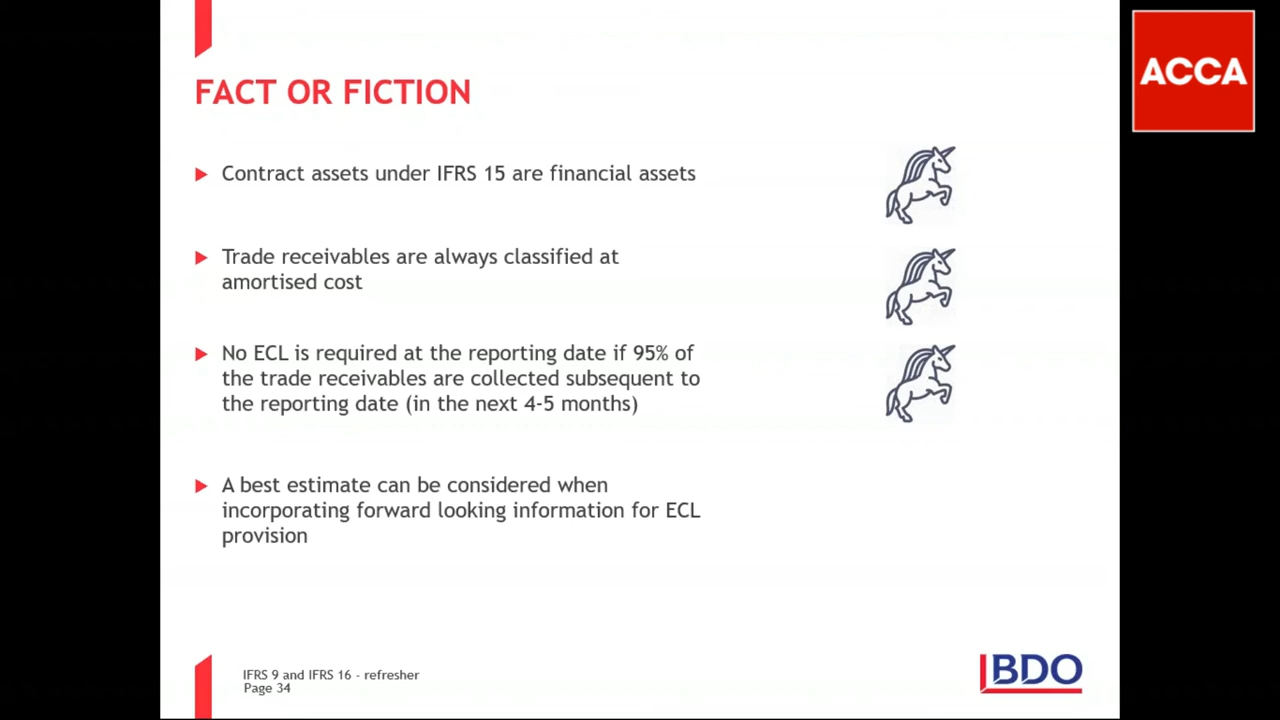 ACCA
FACT OR FICTION
Contract assets under IFRS 15 are financial assets
Trade receivables are always classified at
amortised cost
No ECL is required at the reporting date if 95% of
the trade receivables are collected subsequent to
the reporting date (in the next 4-5 months)
A best estimate can be considered when
incorporating forward looking information for ECL
provision
IFRS 9 and IFRS 16 - refresher
Page 34
BDO